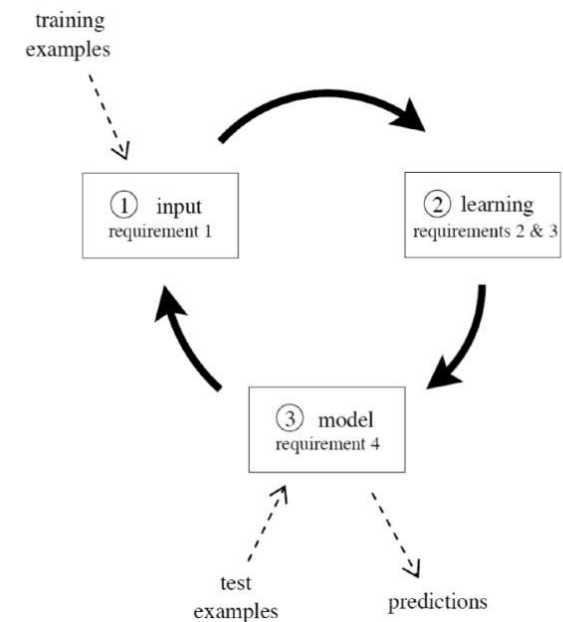 training
examples
① input
requirement 1
② learning
requirements 2 & 3
③ model
requirement 4
test
examples
predictions